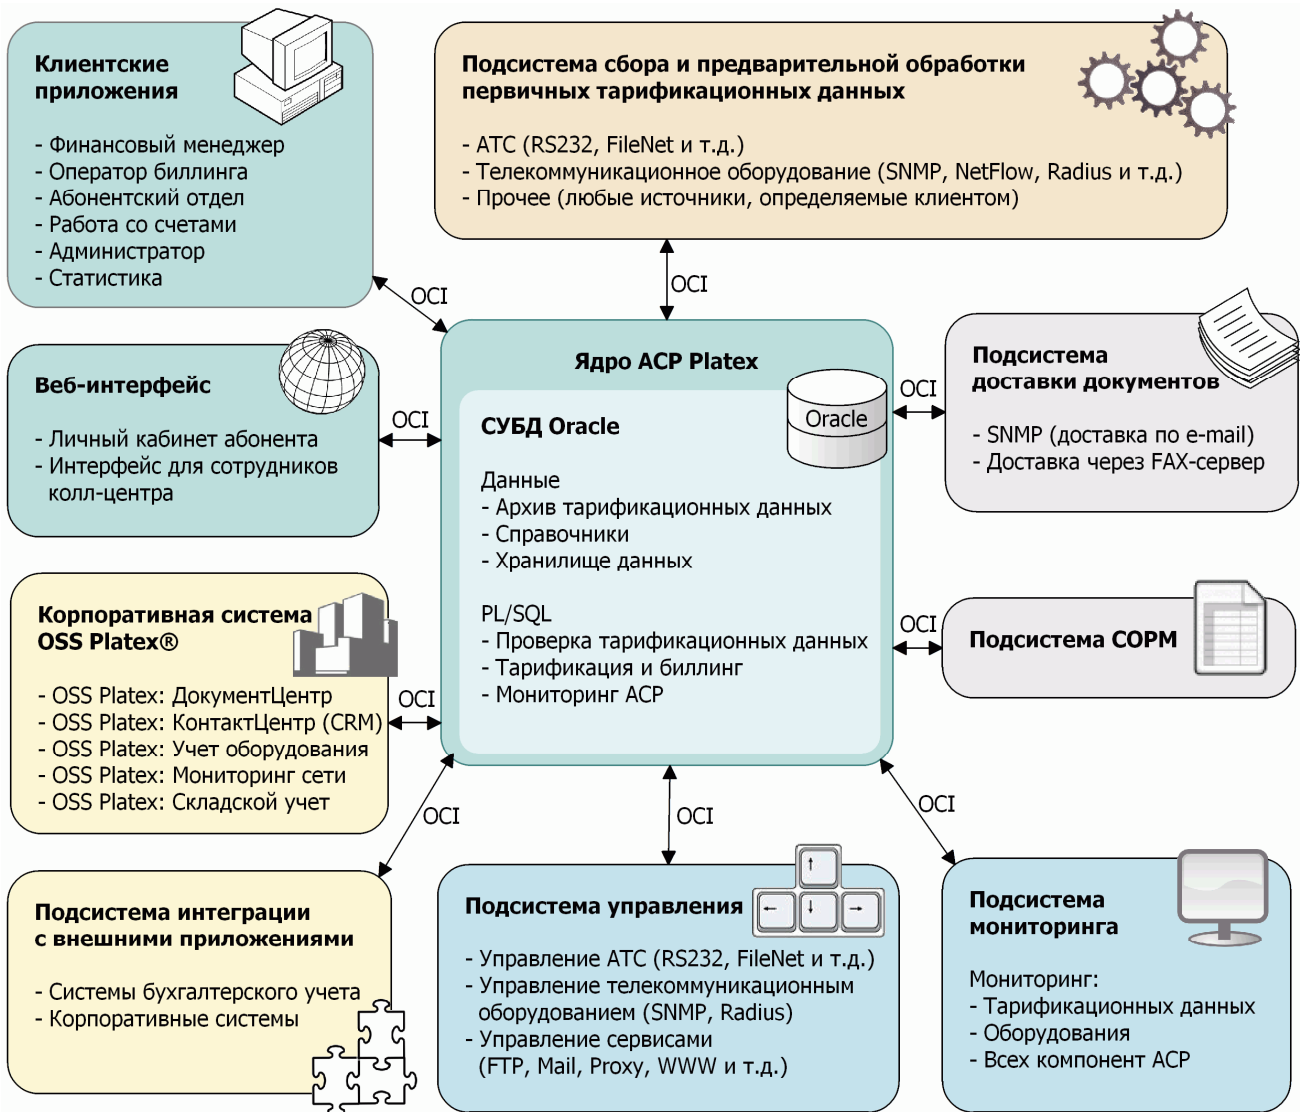 Клиентские
приложения
- Финансовый менеджер
- Оператор биллинга
- Абонентский отдел
- Работа со счетами
- Администратор
- Статистика
Подсистема сбора и предварительной обработки
первичных тарификационных данных
- АТС (RS232, FileNet и т.д.)
- Телекоммуникационное оборудование (SNMP, NetFlow, Radius и т.д.)
- Прочее (любые источники, определяемые клиентом)
OCI
OCI
Веб-интерфейс
- Личный кабинет абонента
- Интерфейс для сотрудников
колл-центра
OCI
Ядро АСР Platex
СУБД Oracle
Oracle
Данные
- Архив тарификационных данных
- Справочники
- Хранилище данных
PL/SQL
- Проверка тарификационных данных
- Тарификация и биллинг
- Мониторинг АСР
OCI
Подсистема
доставки документов
- SNMP (доставка по e-mail)
- Доставка через FAX-сервер
OCI
Подсистема СОРМ
Корпоративная система
OSS Platex®
- OSS Platex: ДокументЦентр
- OSS Platex: КонтактЦентр (CRM)
- OSS Platex: Учет оборудования
- OSS Platex: Мониторинг сети
- OSS Platex: Складской учет
OCI
OCI
OCI
OCI
Подсистема интеграции
с внешними приложениями
- Системы бухгалтерского учета
- Корпоративные системы
Подсистема управления
- Управление АТС (RS232, FileNet и т.д.)
- Управление телекоммуникационным
оборудованием (SNMP, Radius)
- Управление сервисами
(FTP, Mail, Proxy, WWW и т.д.)
Подсистема
мониторинга
Мониторинг:
- Тарификационных данных
- Оборудования
- Всех компонент АСР